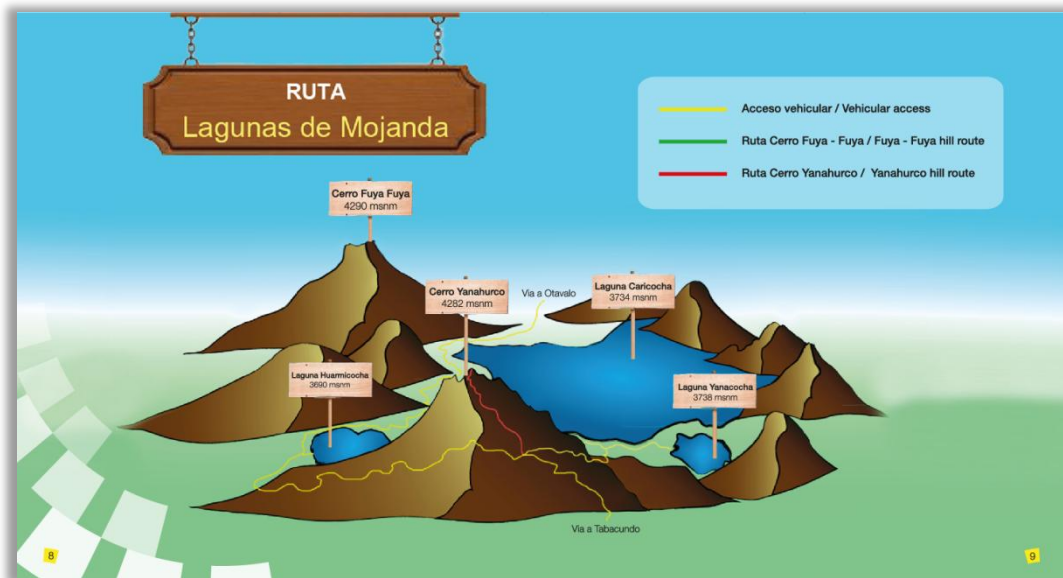 RUTA
Lagunas de Mojanda
Acceso vehicular / Vehicular access
Ruta Cerro Fuya - Fuya / Fuya - Fuya hill route
Ruta Cerro Yanahurco / Yanahurco hill route
Cerro Fuya Fuya
4290 msnm
Cerro Yanahurco
4282 msnm
Via a Otavalo
Laguna Caricocha
3734 msnm
Laguna Huarmicocha
3690 msnm
Laguna Yanacocha
3738 msnm
Via a Tabacundo
8
9